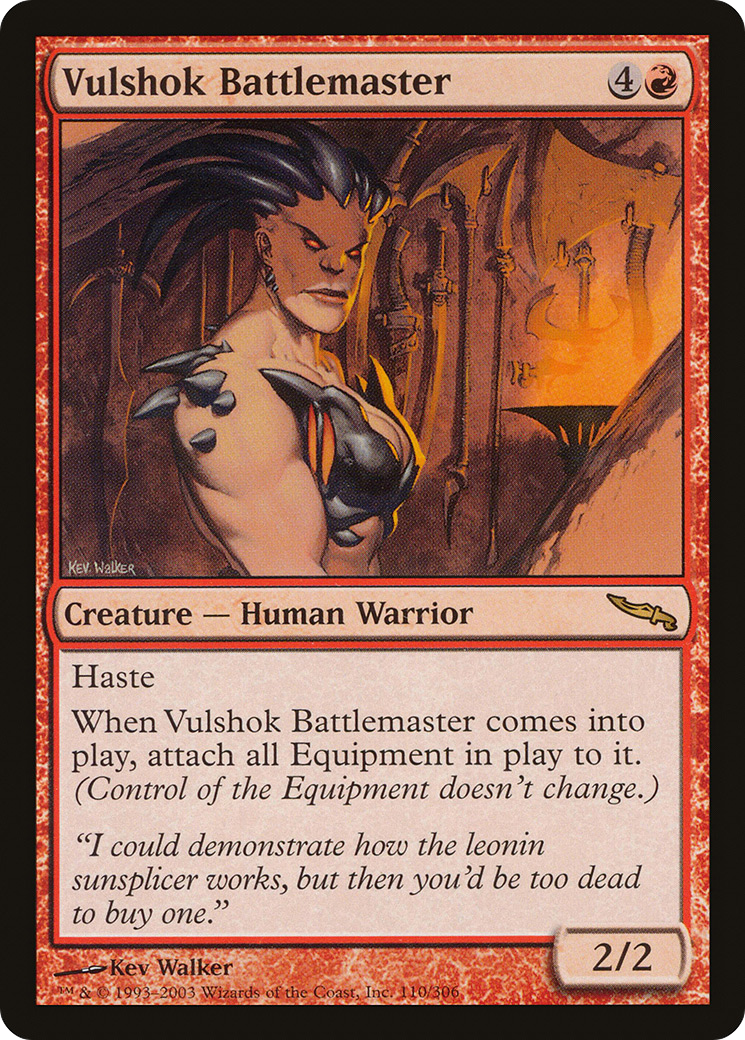 Vulshok Battlemaster 4
KEV. WALKER
Creature — Human Warrior
Haste
When Vulshok Battlemaster comes into
play, attach all Equipment in play to it.
(Control of the Equipment doesn't change.)
"I could demonstrate how the leonin
sunsplicer works, but then you'd be too dead
to buy one."
2/2
Kev Walker
™ & © 1993–2003 Wizards of the Coast, Inc. 110/306